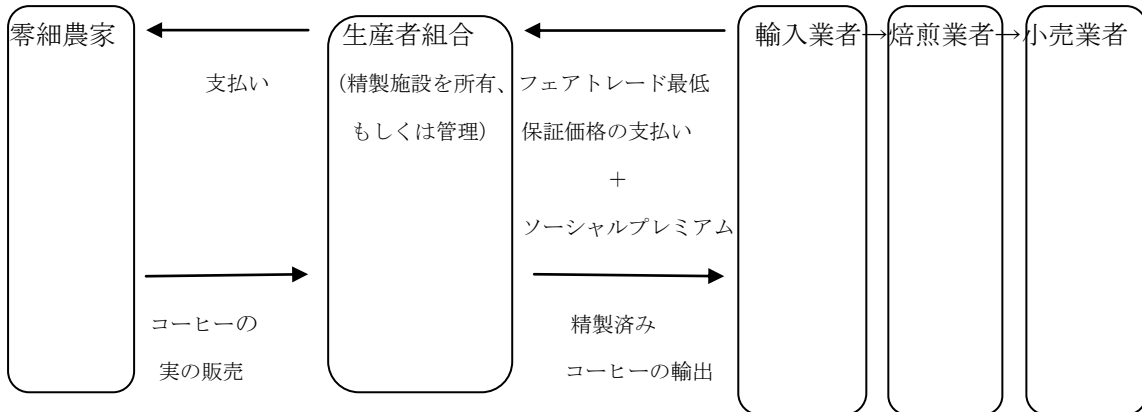 零細農家
生産者組合
輸入業者→焙煎業者→小売業者
支払い
(精製施設を所有、
もしくは管理)
フェアトレード最低
保証価格の支払い
＋
ソーシャルプレミアム
コーヒーの
実の販売
精製済み
コーヒーの輸出